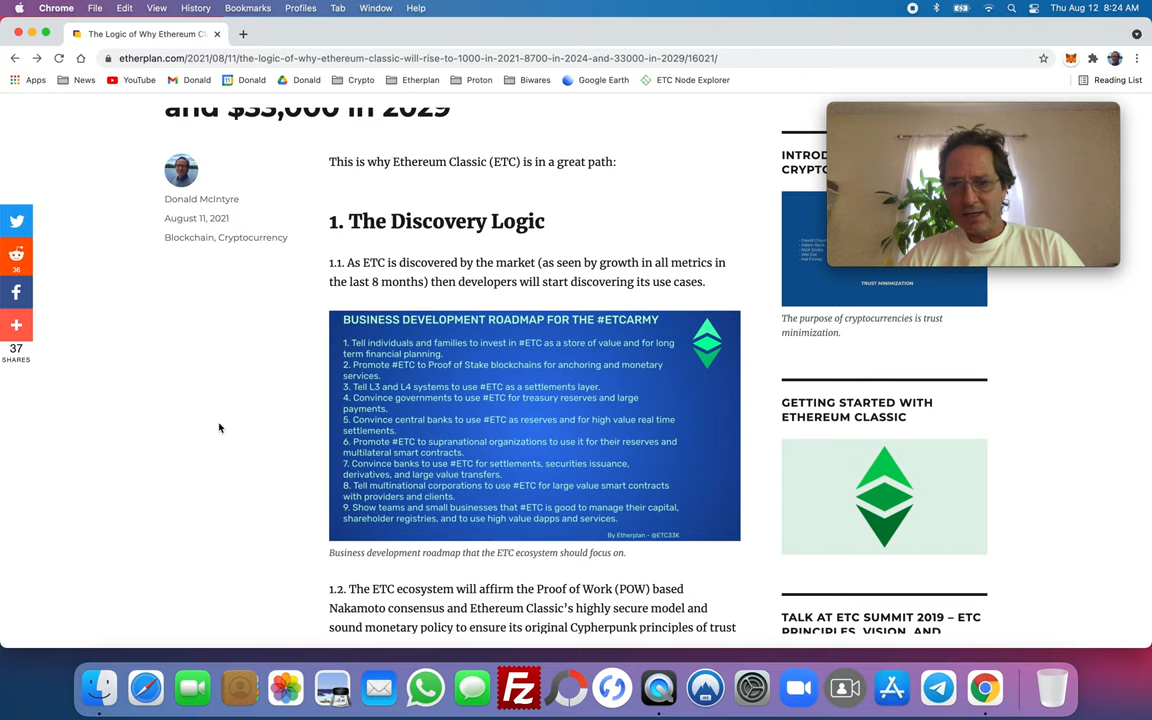 Chrome File Edit View History Bookmarks Profiles Tab Window Help Thu Aug 12 8:24 AM
The Logic of Why Ethereum Cl
etherplan.com/2021/08/11/the-logic-of-why-ethereum-classic-will-rise-to-1000-in-2021-8700-in-2024-and-33000-in-2029/16021/
Apps News YouTube Donald Donald Donald Crypto Etherplan Proton Biwares Google Earth ETC Node Explorer Reading List
and $33,000 in 2029
Donald McIntyre
August 11, 2021
Blockchain, Cryptocurrency
36
37
SHARES
This is why Ethereum Classic (ETC) is in a great path:
1. The Discovery Logic
1.1. As ETC is discovered by the market (as seen by growth in all metrics in
the last 8 months) then developers will start discovering its use cases.
BUSINESS DEVELOPMENT ROADMAP FOR THE #ETCARMY
1. Tell individuals and families to invest in #ETC as a store of value and for long
term financial planning.
2. Promote #ETC to Proof of Stake blockchains for anchoring and monetary
services.
3. Tell L3 and L4 systems to use #ETC as a settlements layer.
4. Convince governments to use #ETC for treasury reserves and large
payments.
5. Convince central banks to use #ETC as reserves and for high value real time
settlements.
6. Promote #ETC to supranational organizations to use it for their reserves and
multilateral smart contracts.
7. Convince banks to use #ETC for settlements, securities issuance,
derivatives, and large value transfers.
8. Tell multinational corporations to use #ETC for large value smart contracts
with providers and clients.
9. Show teams and small businesses that #ETC is good to manage their capital,
shareholder registries, and to use high value dapps and services.
By Etherplan - @ETC33K
Business development roadmap that the ETC ecosystem should focus on.
1.2. The ETC ecosystem will affirm the Proof of Work (POW) based
Nakamoto consensus and Ethereum Classic's highly secure model and
sound monetary policy to ensure its original Cypherpunk principles of trust
INTROD
CRYPTO
TRUST MINIMIZATION
The purpose of cryptocurrencies is trust
minimization.
GETTING STARTED WITH
ETHEREUM CLASSIC
TALK AT ETC SUMMIT 2019 – ETC
PRINCIPLES, VISION, AND